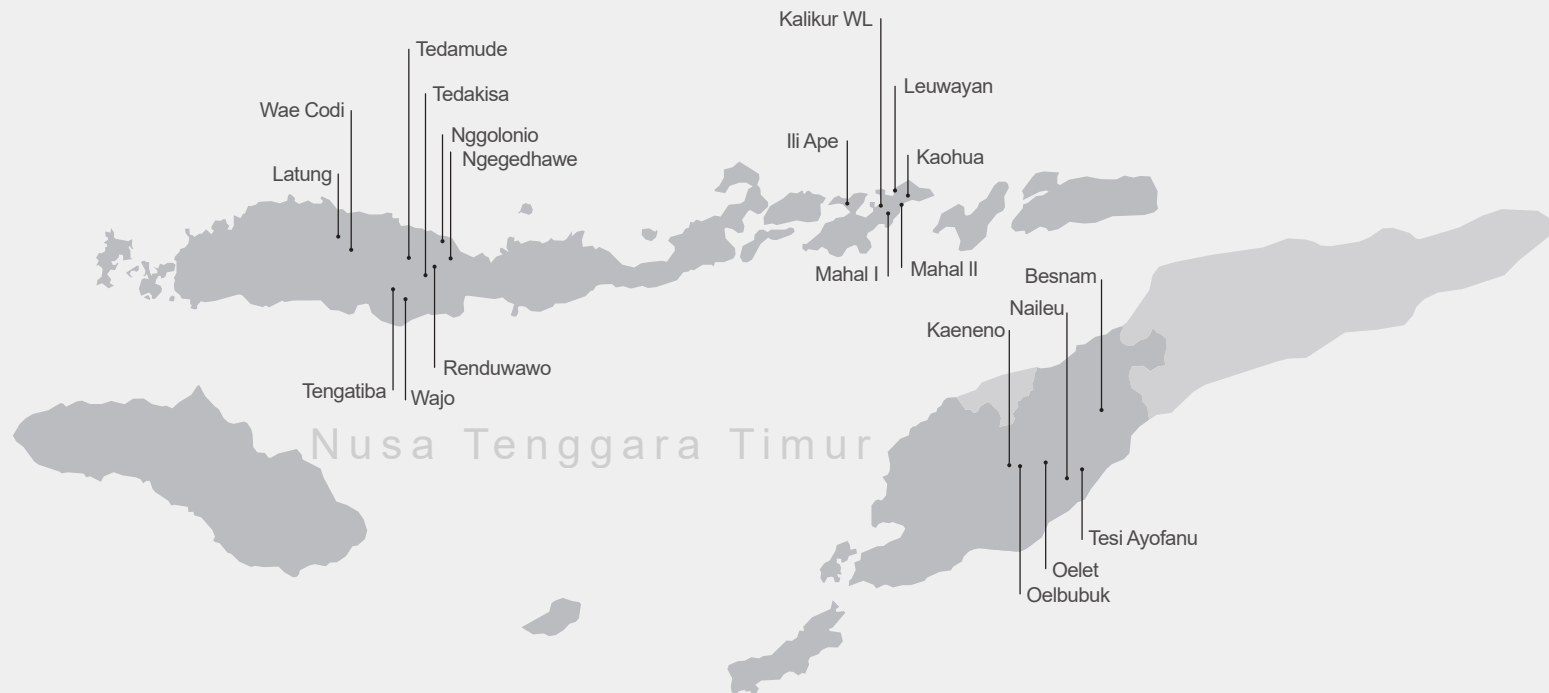 Kalikur WL
Tedamude
Leuwayan
Tedakisa
Wae Codi
Nggolonio
Ili Ape
Kaohua
Ngegedhawe
Latung
Mahal I
Mahal II
Besnam
Naileu
Kaeneno
Renduwawo
Tengatiba
Wajo
Nusa Tenggara Timur
Tesi Ayofanu
Oelet
Oelbubuk